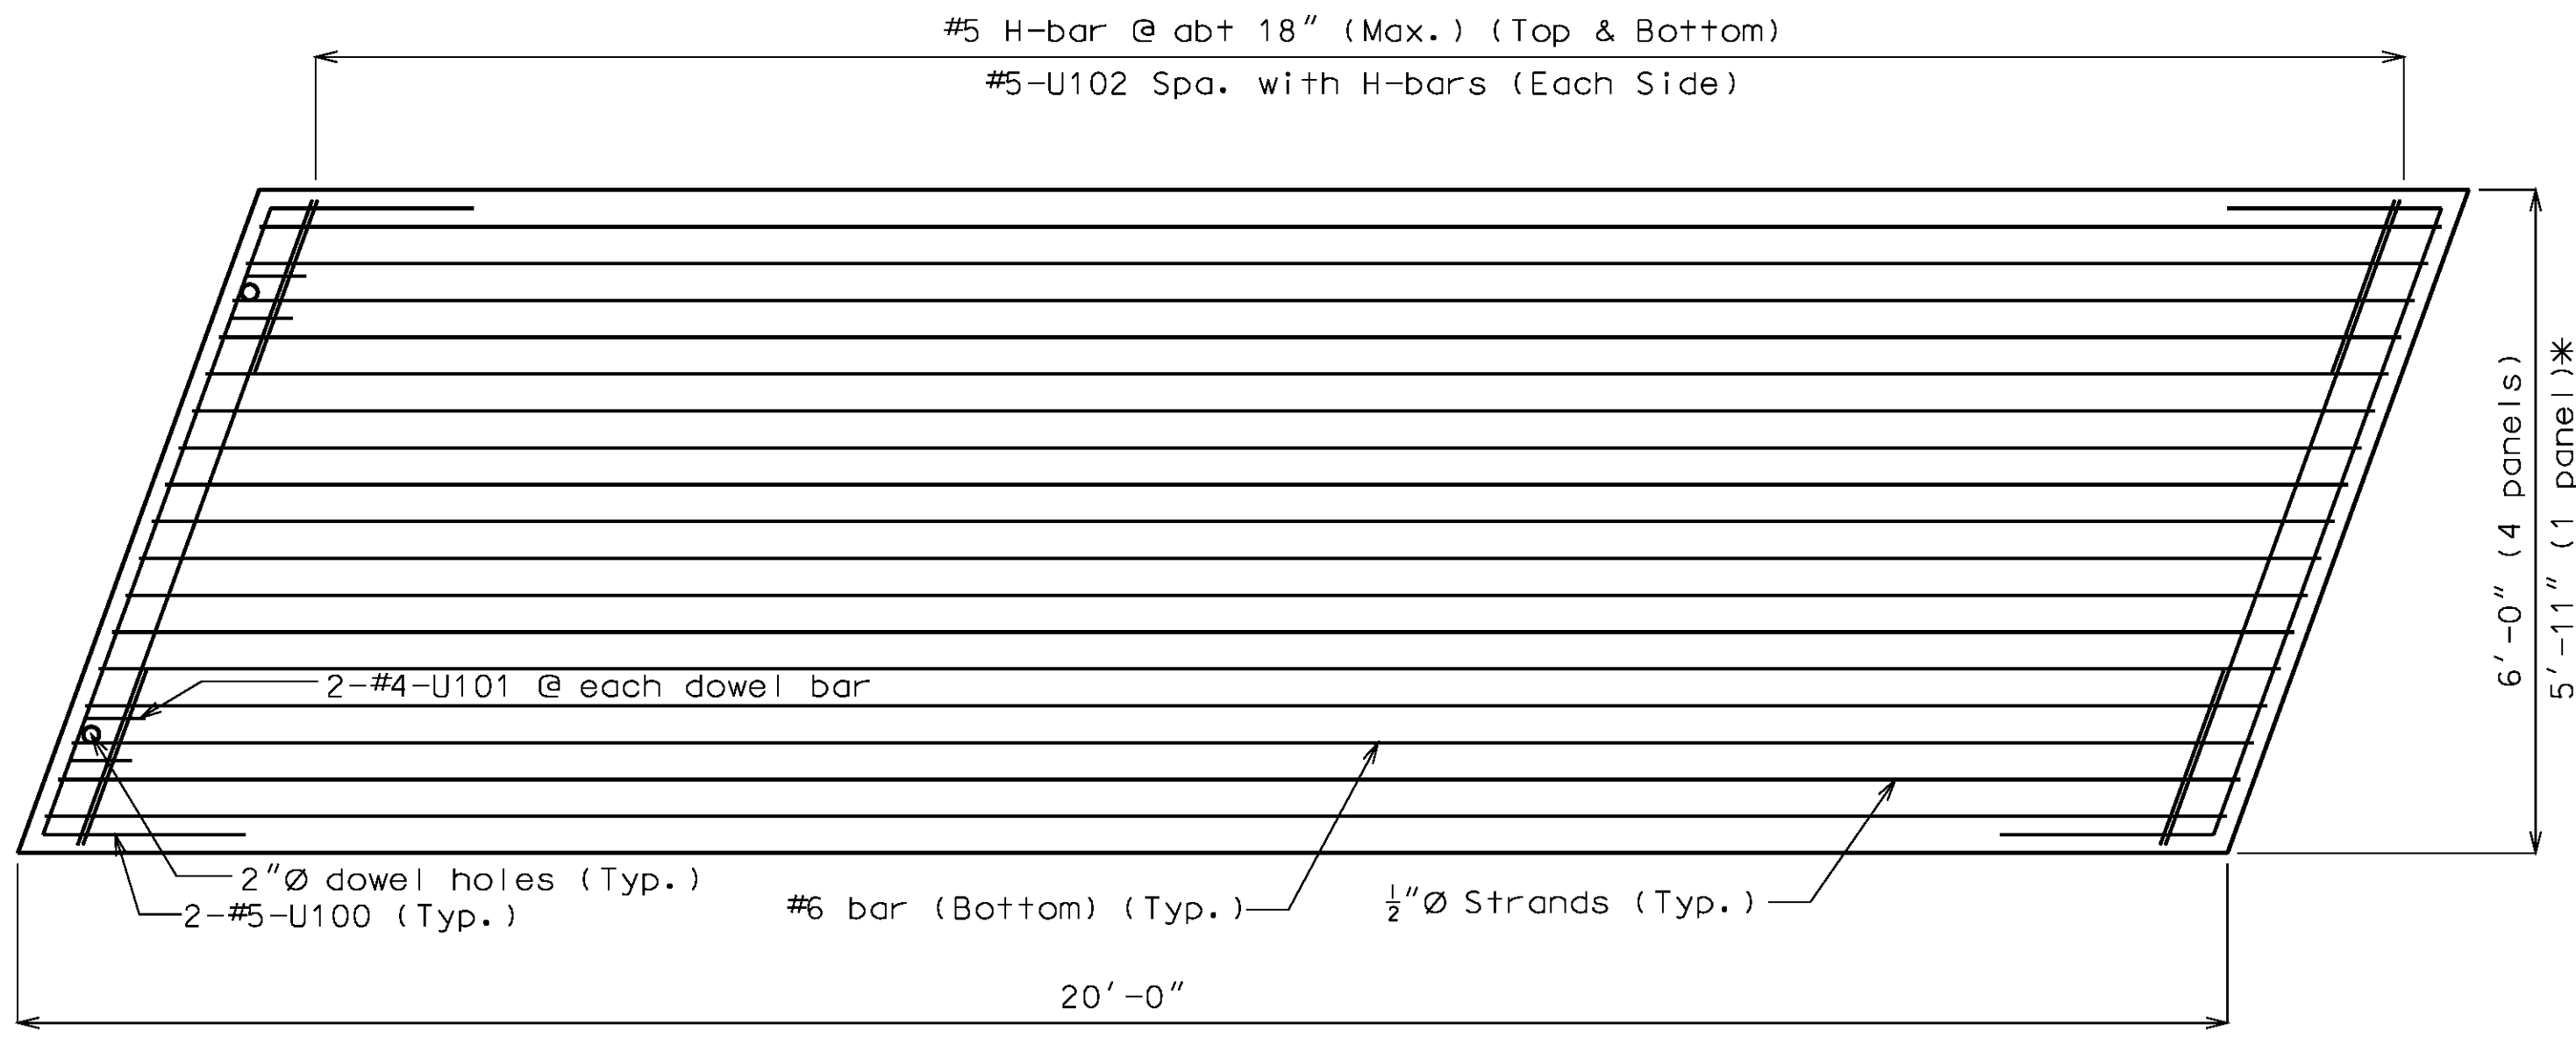 #5 H-bar @ abt 18" (Max.) (Top & Bottom)
#5-U102 Spa. with H-bars (Each Side)
6'-0" (4 panels)
5'-11" (1 panel)*
2-#4-U101 @ each dowel bar
2"Ø dowel holes (Typ.)
2-#5-U100 (Typ.)
#6 bar (Bottom) (Typ.)
½"Ø Strands (Typ.)
20'-0"